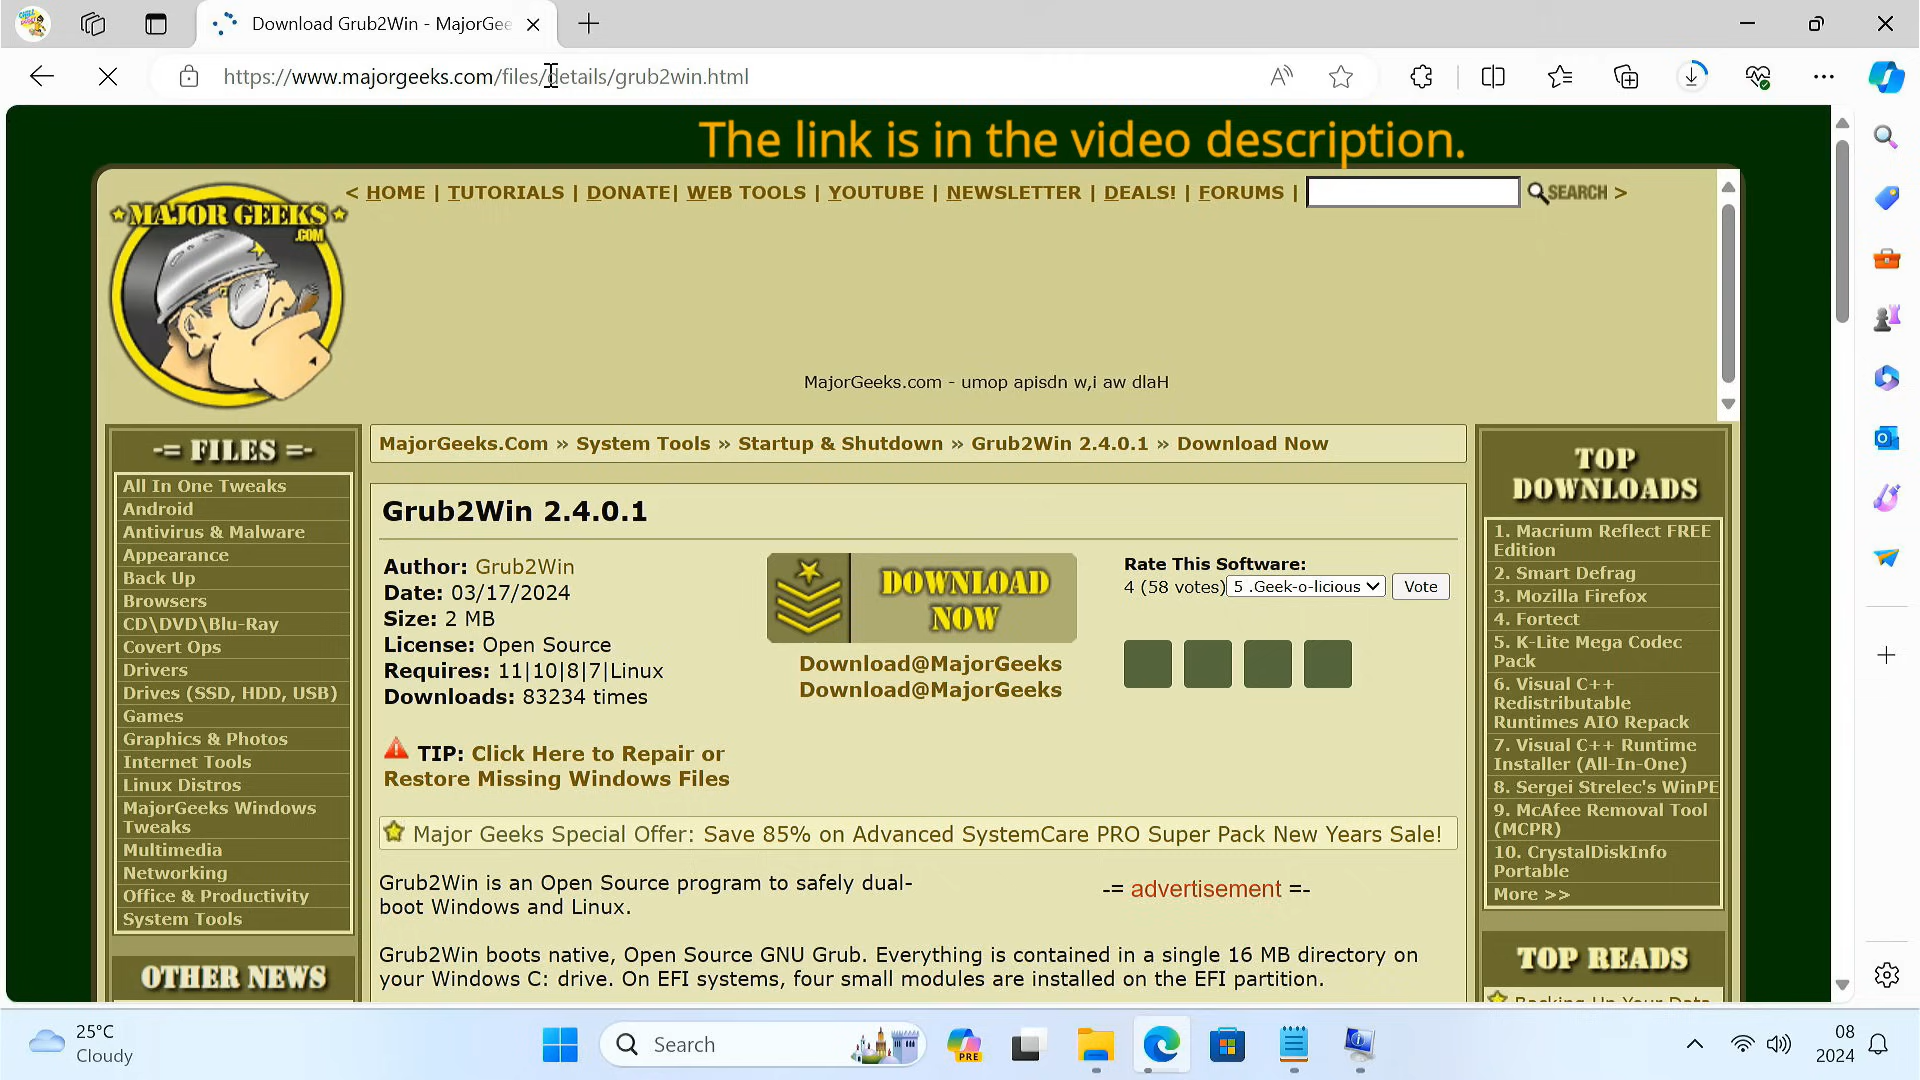 Download Grub2Win - MajorGee
https://www.majorgeeks.com/files/details/grub2win.html
The link is in the video description.
< HOME | TUTORIALS | DONATE| WEB TOOLS | YOUTUBE | NEWSLETTER | DEALS! | FORUMS | SEARCH >
MAJOR GEEKS
.COM
MajorGeeks.com - umop apisdn w,i aw dlaH
-= FILES =-
All In One Tweaks
Android
Antivirus & Malware
Appearance
Back Up
Browsers
CD\DVD\Blu-Ray
Covert Ops
Drivers
Drives (SSD, HDD, USB)
Games
Graphics & Photos
Internet Tools
Linux Distros
MajorGeeks Windows
Tweaks
Multimedia
Networking
Office & Productivity
System Tools
OTHER NEWS
MajorGeeks.Com » System Tools » Startup & Shutdown » Grub2Win 2.4.0.1 » Download Now
Grub2Win 2.4.0.1
Author: Grub2Win
Date: 03/17/2024
Size: 2 MB
License: Open Source
Requires: 11|10|8|7|Linux
Downloads: 83234 times
DOWNLOAD
NOW
Download@MajorGeeks
Download@MajorGeeks
Rate This Software:
4 (58 votes) 5 .Geek-o-licious Vote
TIP: Click Here to Repair or
Restore Missing Windows Files
Major Geeks Special Offer: Save 85% on Advanced SystemCare PRO Super Pack New Years Sale!
Grub2Win is an Open Source program to safely dual-
boot Windows and Linux.
-= advertisement =-
Grub2Win boots native, Open Source GNU Grub. Everything is contained in a single 16 MB directory on
your Windows C: drive. On EFI systems, four small modules are installed on the EFI partition.
TOP
DOWNLOADS
1. Macrium Reflect FREE
Edition
2. Smart Defrag
3. Mozilla Firefox
4. Fortect
5. K-Lite Mega Codec
Pack
6. Visual C++
Redistributable
Runtimes AIO Repack
7. Visual C++ Runtime
Installer (All-In-One)
8. Sergei Strelec's WinPE
9. McAfee Removal Tool
(MCPR)
10. CrystalDiskInfo
Portable
More >>
TOP READS
Backing Up Your Data
25°C
Cloudy
Search
PRE
08
2024